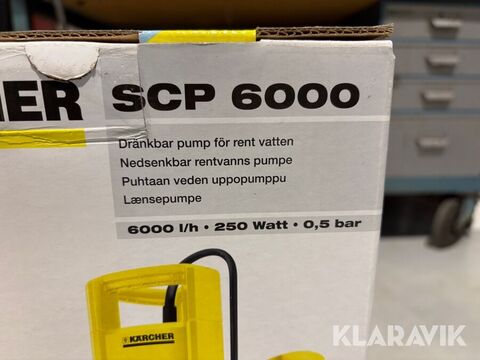 HER SCP 6000
Dränkbar pump för rent vatten
Nedsenkbar rentvanns pumpe
Puhtaan veden uppopumppu
Lænsepumpe
6000 l/h • 250 Watt • 0,5 bar
KÄRCHER
KLARAVIK